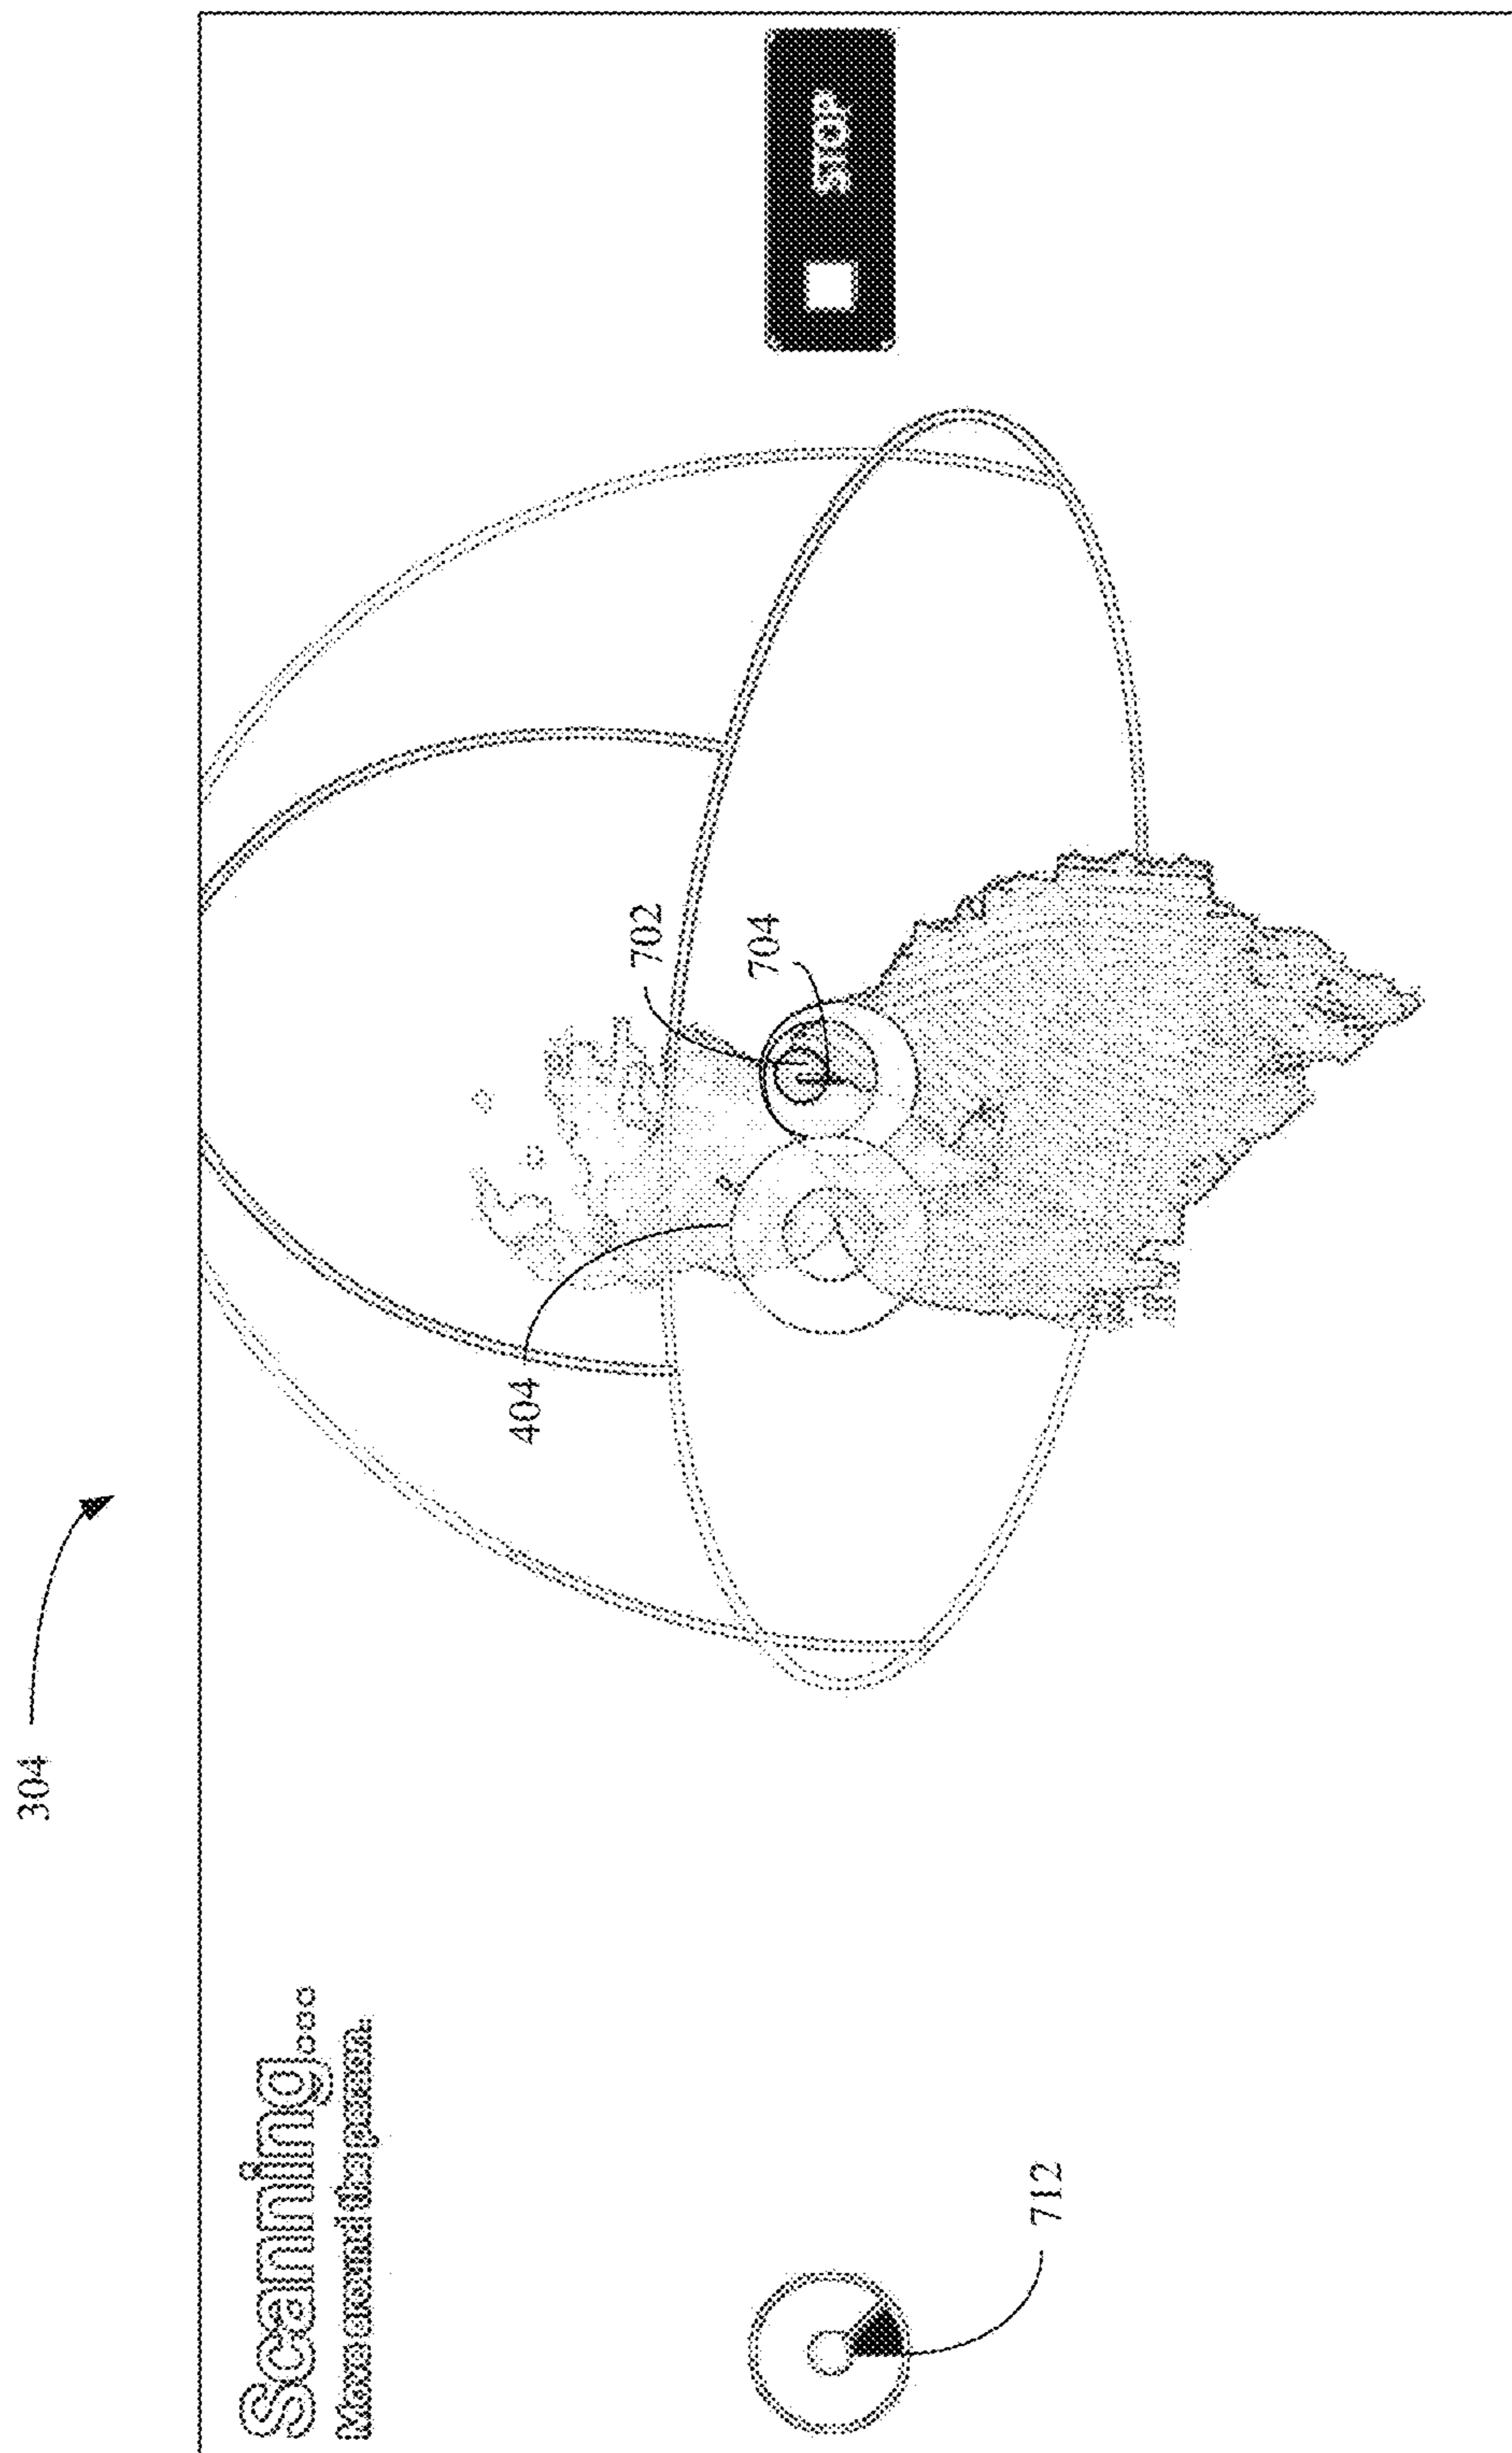 304
Scanning...
Move around the person.
404
702
704
STOP
712